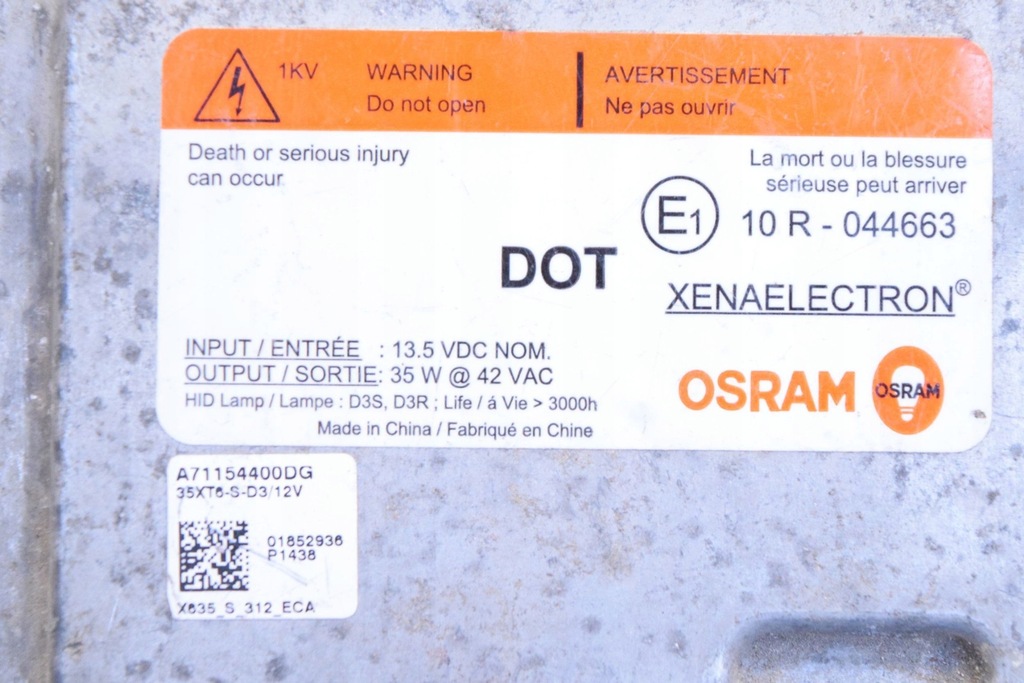 1KV WARNING AVERTISSEMENT
Do not open Ne pas ouvrir
Death or serious injury
can occur.
La mort ou la blessure
sérieuse peut arriver
E1 10 R - 044663
DOT
XENAELECTRON®
INPUT / ENTRÉE : 13.5 VDC NOM.
OUTPUT / SORTIE: 35 W @ 42 VAC
HID Lamp / Lampe : D3S, D3R ; Life / á Vie > 3000h
Made in China / Fabriqué en Chine
OSRAM OSRAM
A71154400DG
35XT6-S-D3/12V
01852936
P1438
X635_S_312_ECA